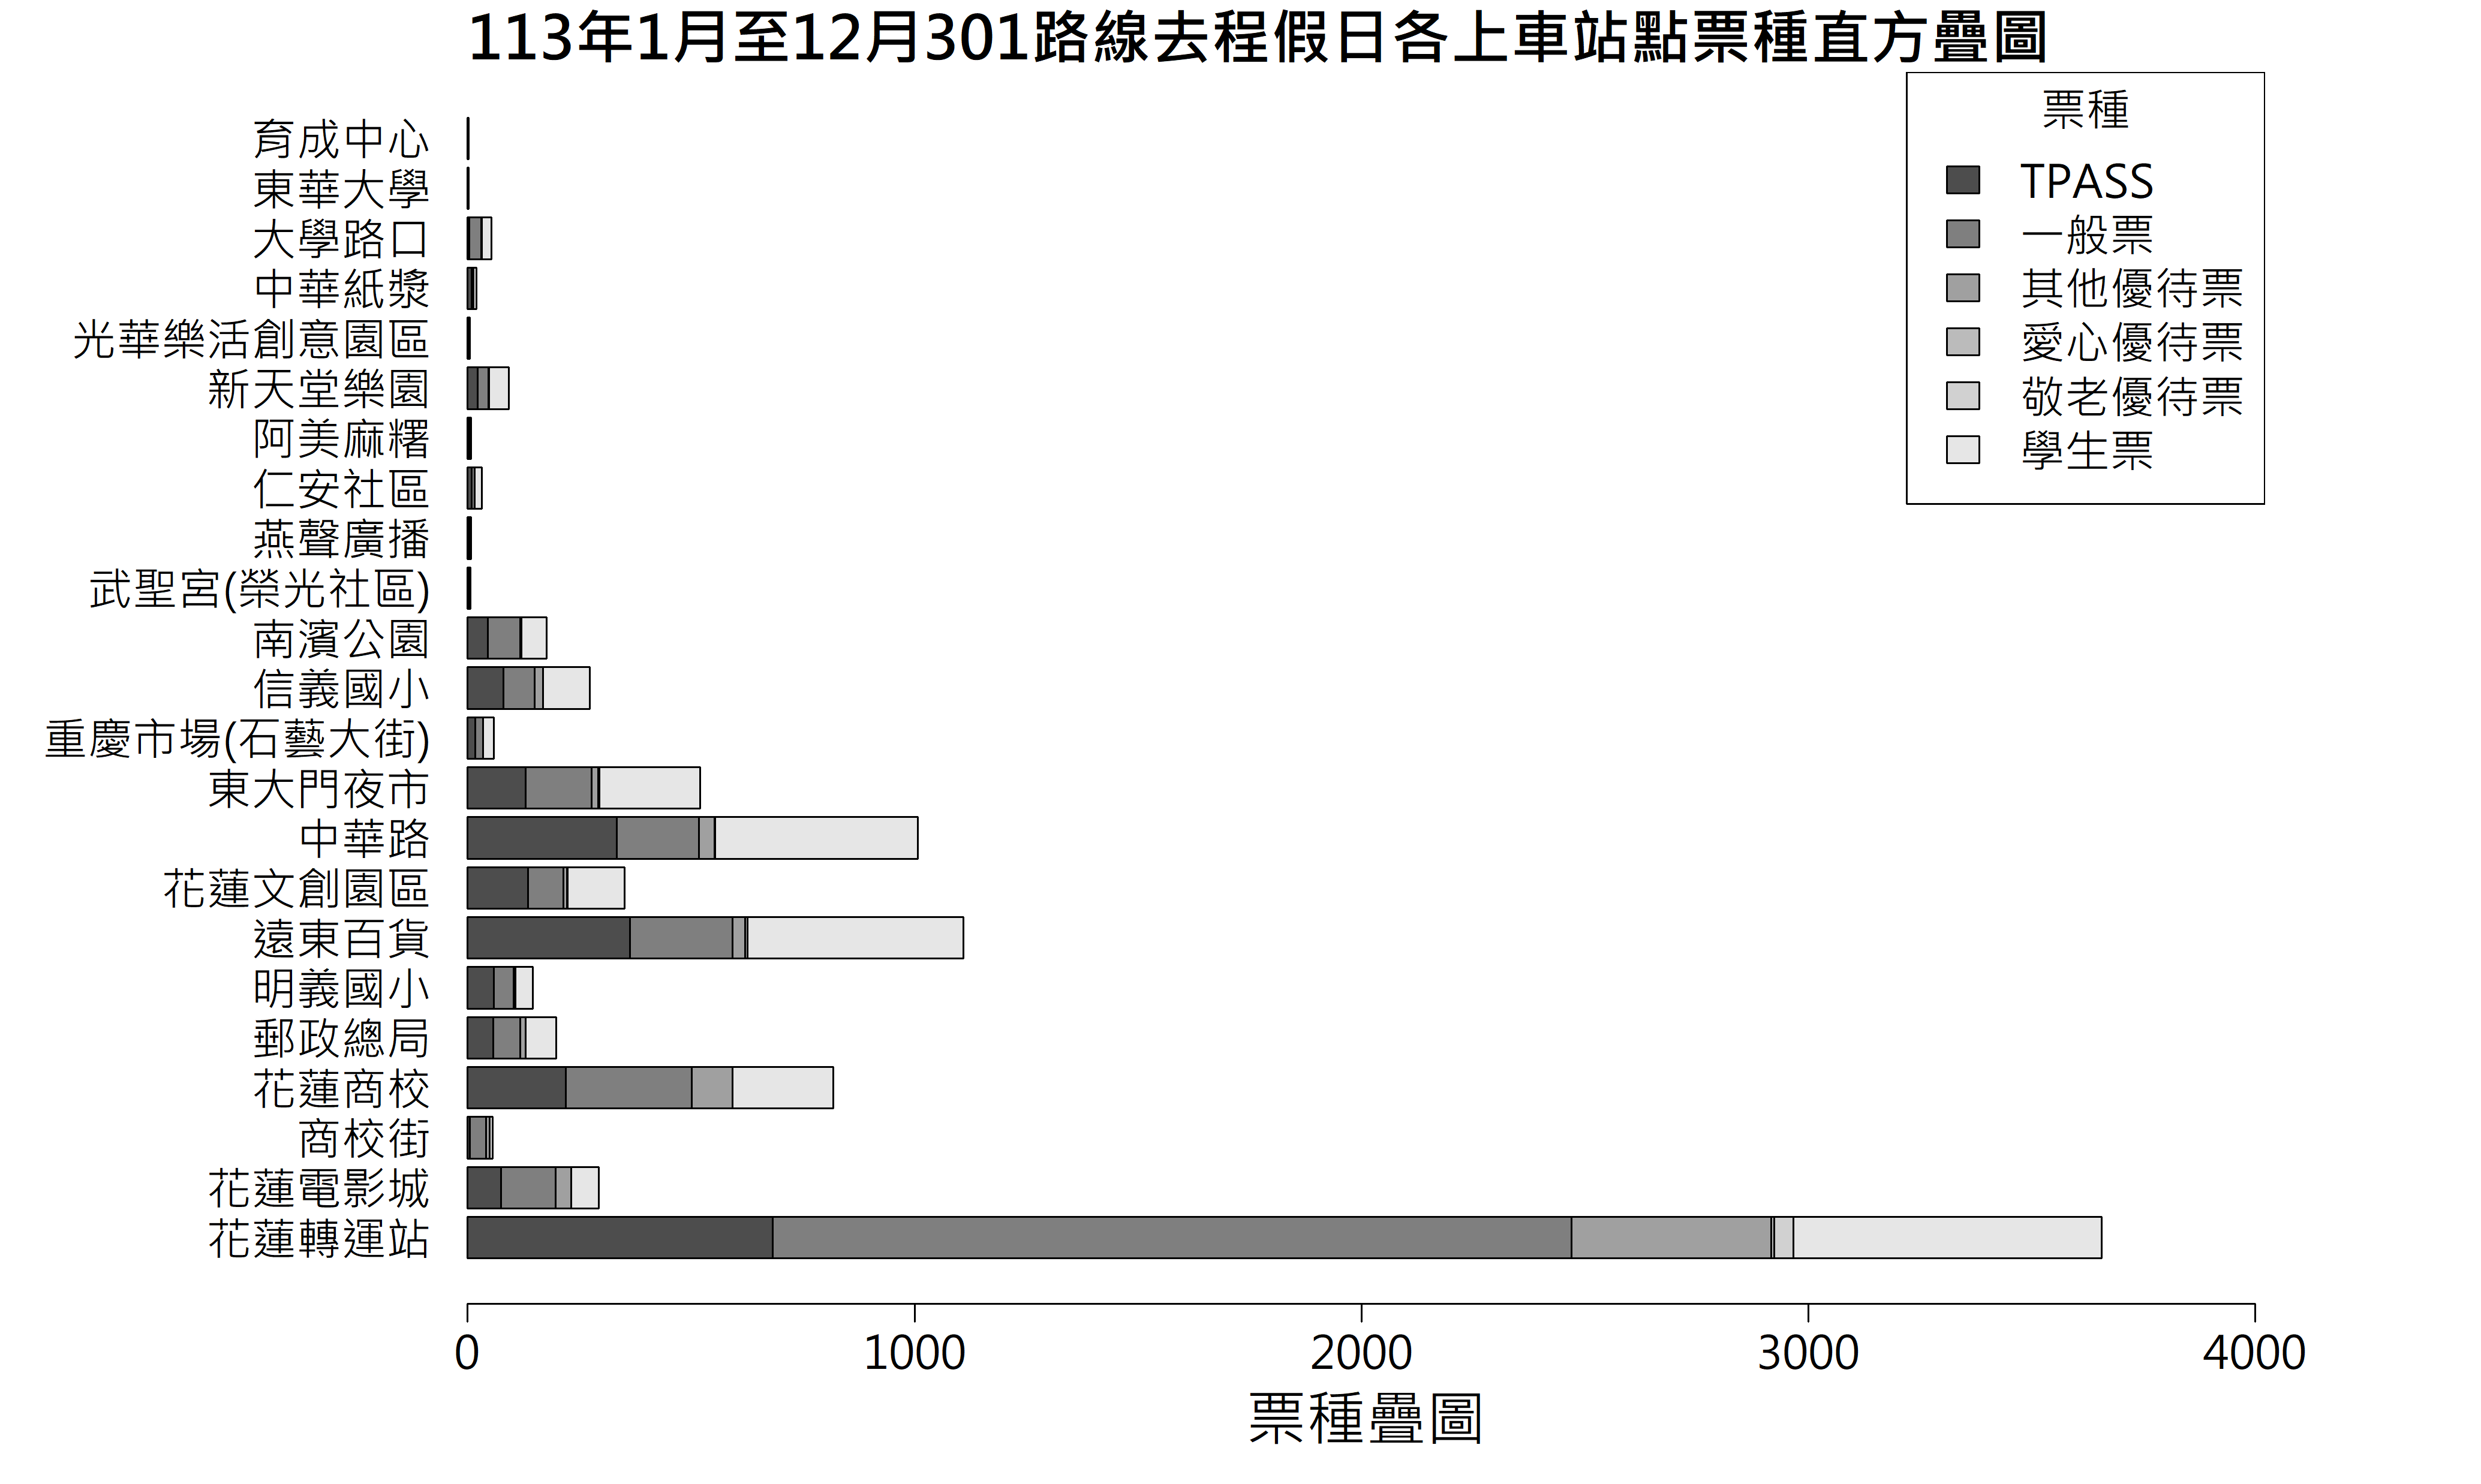 113年1月至12月301路線去程假日各上車站點票種直方疊圖
票種
TPASS
一般票
其他優待票
愛心優待票
敬老優待票
學生票
育成中心
東華大學
大學路口
中華紙漿
光華樂活創意園區
新天堂樂園
阿美麻糬
仁安社區
燕聲廣播
武聖宮(榮光社區)
南濱公園
信義國小
重慶市場(石藝大街)
東大門夜市
中華路
花蓮文創園區
遠東百貨
明義國小
郵政總局
花蓮商校
商校街
花蓮電影城
花蓮轉運站
0 1000 2000 3000 4000
票種疊圖